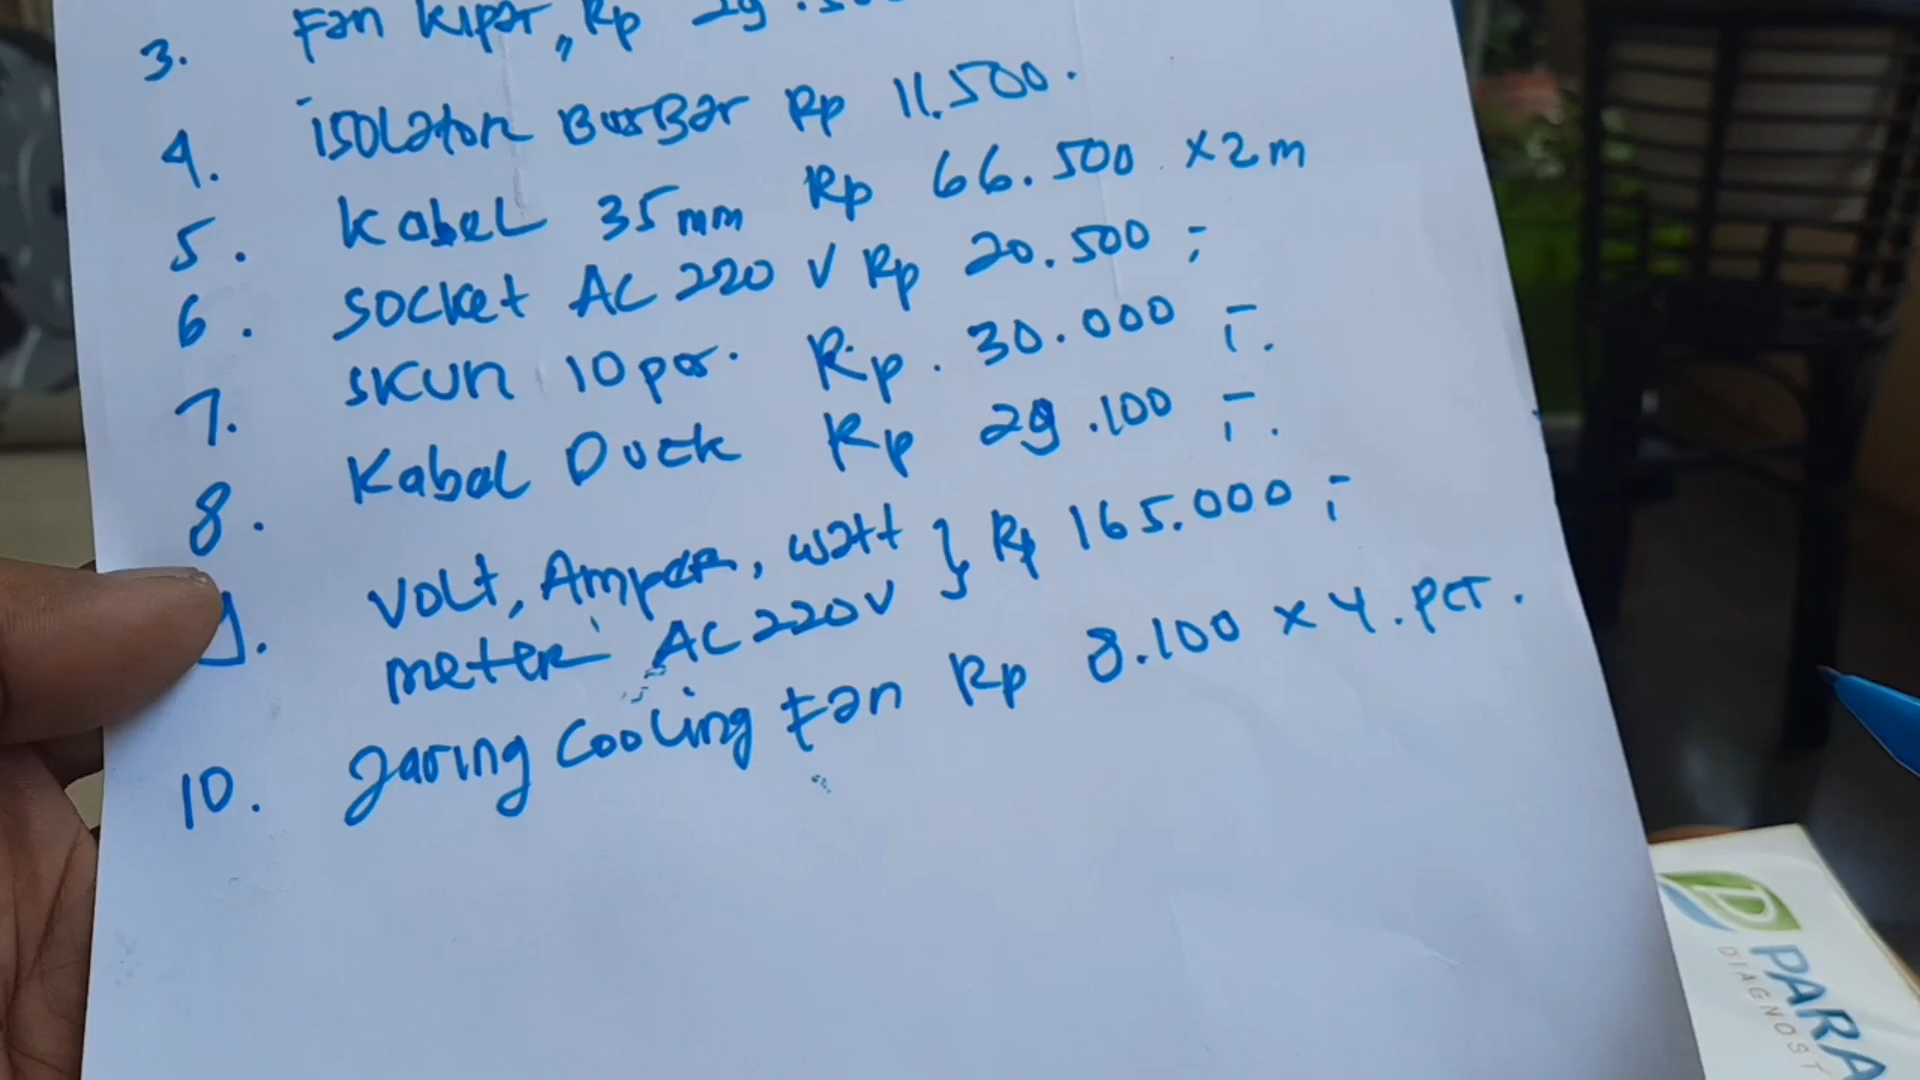 3. Fan kiper, Rp 29.500
4. isolator BusBar Rp 11.500.
5. Kabel 35mm Rp 66.500 x2m
6. Socket AC 220 V Rp 20.500 ;-
7. SKUN 10 pcs. Rp. 30.000 ;-.
8. Kabel Duck Rp 29.100 ;-.
9. Volt, Amper, watt } Rp 165.000 ;-
meter AC 220V
10. Jaring Cooling Fan Rp 8.100 x 4. pcs.
D
PARA
DIAGNOST